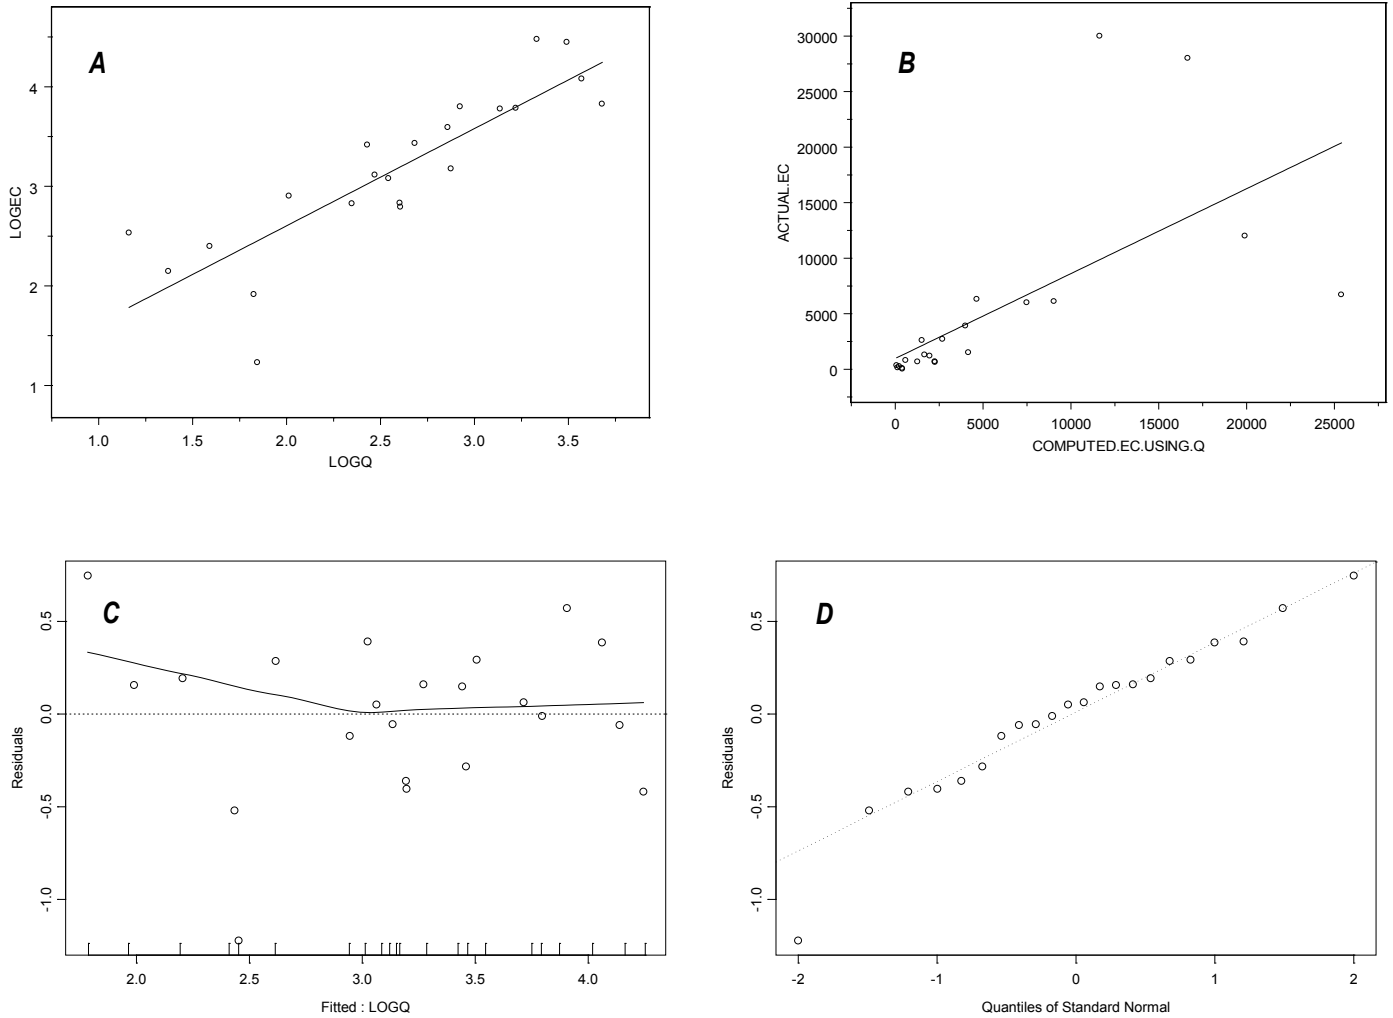 A
LOGEC
4
3
2
1
1.0 1.5 2.0 2.5 3.0 3.5
LOGQ
B
ACTUAL.EC
30000
25000
20000
15000
10000
5000
0
0 5000 10000 15000 20000 25000
COMPUTED.EC.USING.Q
C
Residuals
0.5
0.0
-0.5
-1.0
2.0 2.5 3.0 3.5 4.0
Fitted : LOGQ
D
Residuals
0.5
0.0
-0.5
-1.0
-2 -1 0 1 2
Quantiles of Standard Normal